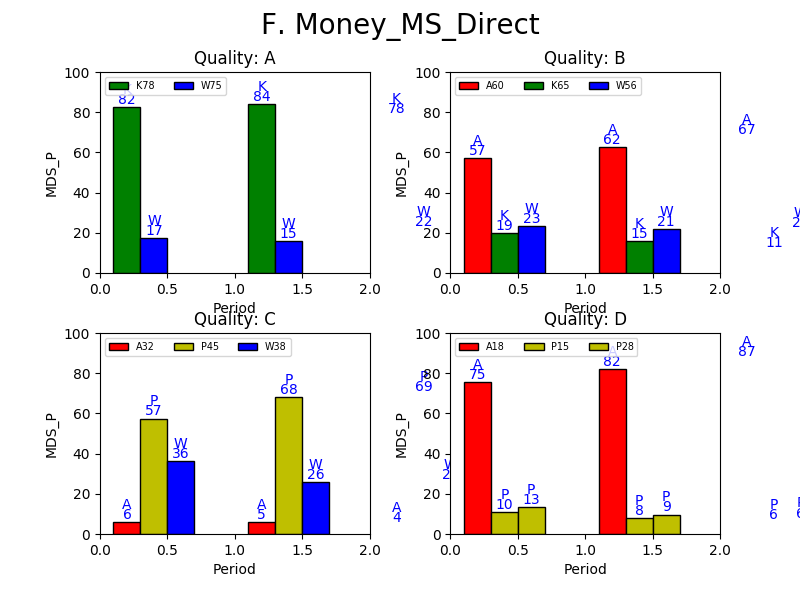 F. Money_MS_Direct
Quality: A
K78
W75
MDS_P
100
80
60
40
20
0
82
W
17
K
84
W
15
K
78
W
22
0.0
0.5
1.0
1.5
2.0
Period
Quality: B
A60
K65
W56
MDS_P
100
80
60
40
20
0
A
57
K
19
W
23
A
62
K
15
W
21
A
67
K
11
0.0
0.5
1.0
1.5
2.0
Period
Quality: C
A32
P45
W38
MDS_P
100
80
60
40
20
0
A
6
P
57
W
36
A
5
P
68
W
26
A
4
P
69
0.0
0.5
1.0
1.5
2.0
Period
Quality: D
A18
P15
P28
MDS_P
100
80
60
40
20
0
A
75
P
10
P
13
A
82
P
8
P
9
A
87
P
6
0.0
0.5
1.0
1.5
2.0
Period